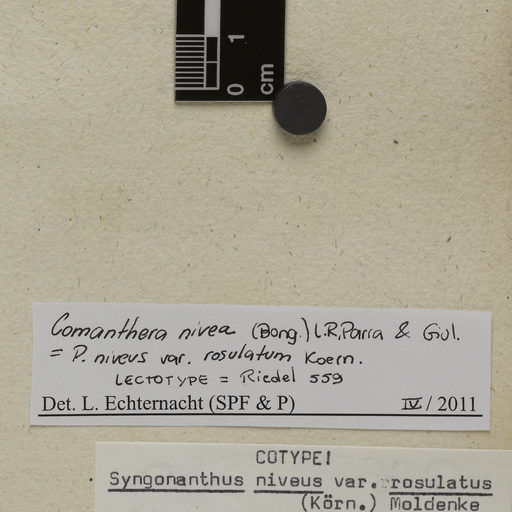 0 1
cm
Comanthera nivea (Bong.) L.R.Parra & Giul.
= P. niveus var. rosulatum Koern.
LECTOTYPE = Riedel 559
Det. L. Echternacht (SPF & P) IV / 2011
COTYPE!
Syngonanthus niveus var. rosulatus
(Körn.) Moldenke